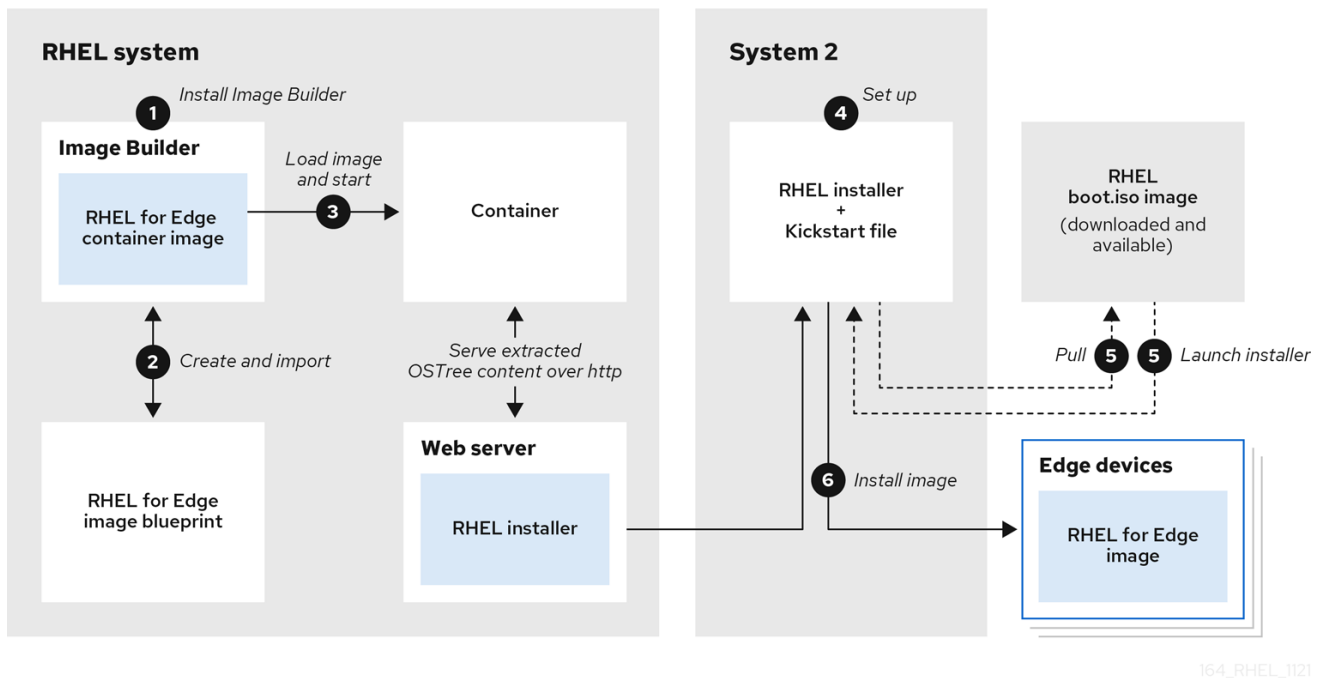 RHEL system
1
Install Image Builder
Image Builder
RHEL for Edge
container image
Load image
and start
3
Container
2
Create and import
Serve extracted
OSTree content over http
RHEL for Edge
image blueprint
Web server
RHEL installer
System 2
4
Set up
RHEL installer
+
Kickstart file
RHEL
boot.iso image
(downloaded and
available)
Pull
5
5
Launch installer
6
Install image
Edge devices
RHEL for Edge
image
164_RHEL_1121